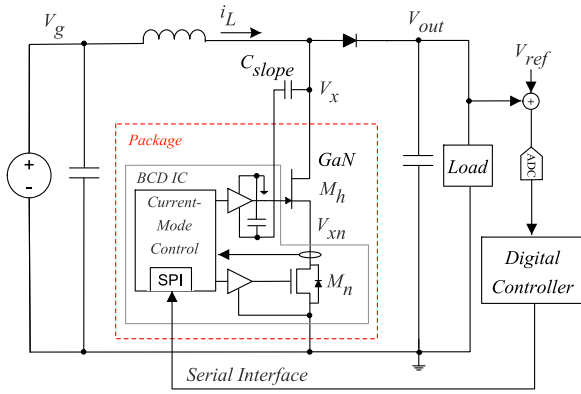 V_g
i_L
V_out
C_slope
V_x
V_ref
+
Package
GaN
M_h
BCD IC
Current-
Mode
Control
SPI
V_xn
M_n
+
-
Load
ADC
Digital
Controller
Serial Interface